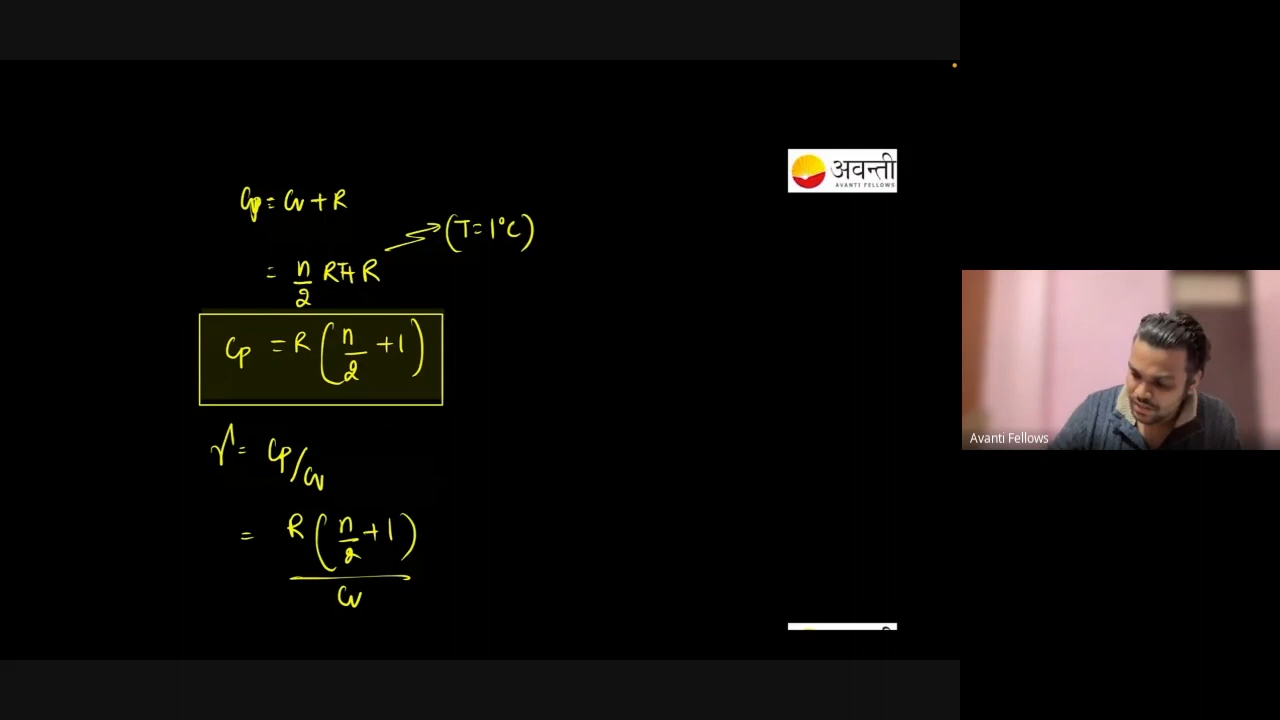 Cp = Cv + R
(T = 1°C)
= n/2 RT + R
Cp = R (n/2 + 1)
γ = Cp/Cv
= R (n/2 + 1)
Cv
अवन्ती
AVANTI FELLOWS
Avanti Fellows